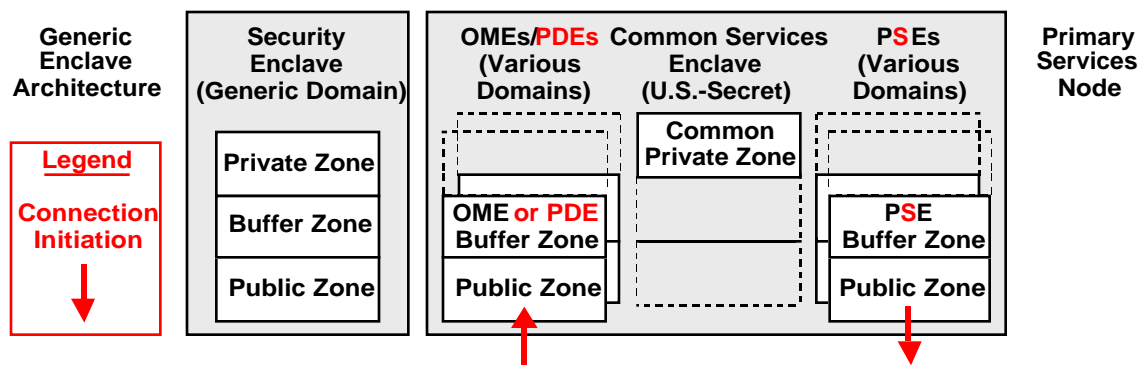 Generic
Enclave
Architecture
Legend
Connection
Initiation
Security
Enclave
(Generic Domain)
Private Zone
Buffer Zone
Public Zone
OMEs/PDEs
(Various
Domains)
OME or PDE
Buffer Zone
Public Zone
Common Services
Enclave
(U.S.-Secret)
Common
Private Zone
PSEs
(Various
Domains)
PSE
Buffer Zone
Public Zone
Primary
Services
Node